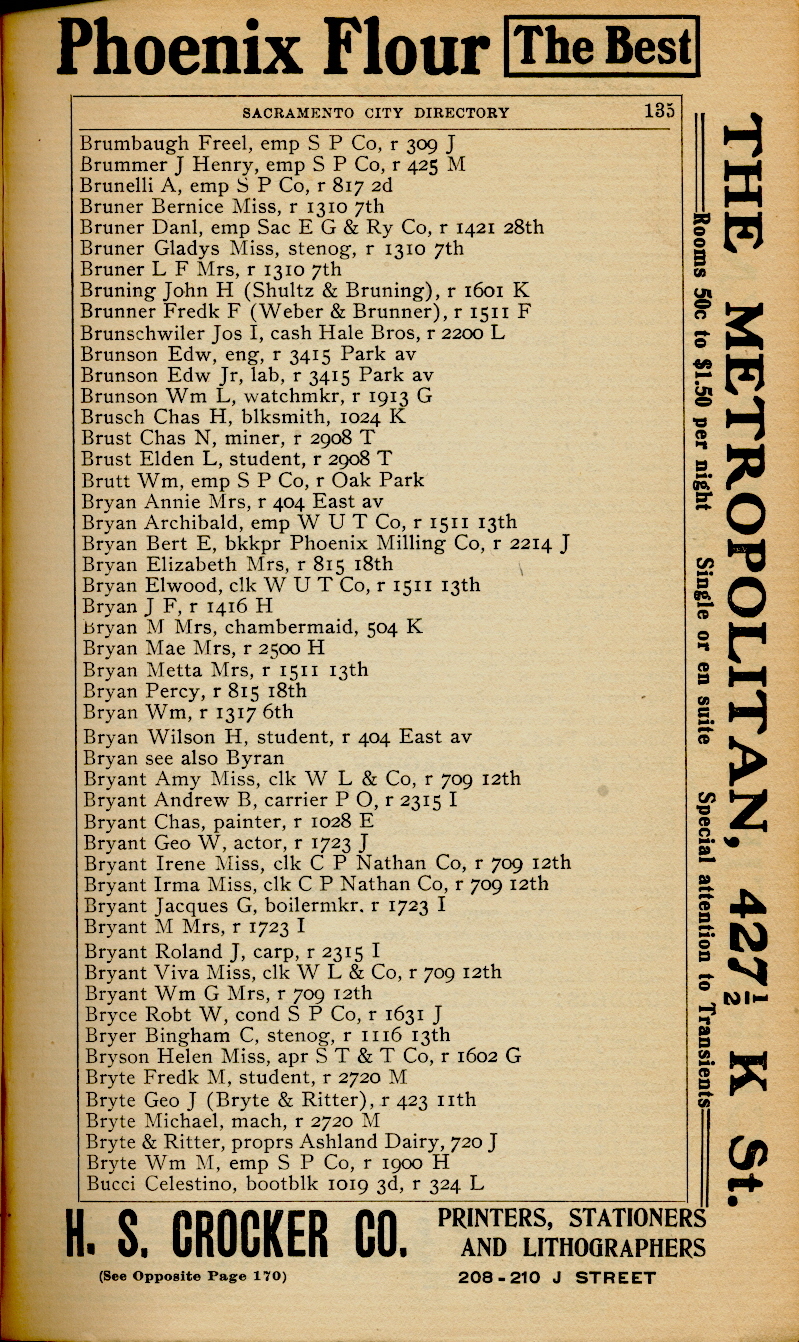 Phoenix Flour The Best
SACRAMENTO CITY DIRECTORY 135
Brumbaugh Freel, emp S P Co, r 309 J
Brummer J Henry, emp S P Co, r 425 M
Brunelli A, emp S P Co, r 817 2d
Bruner Bernice Miss, r 1310 7th
Bruner Danl, emp Sac E G & Ry Co, r 1421 28th
Bruner Gladys Miss, stenog, r 1310 7th
Bruner L F Mrs, r 1310 7th
Bruning John H (Shultz & Bruning), r 1601 K
Brunner Fredk F (Weber & Brunner), r 1511 F
Brunschwiler Jos I, cash Hale Bros, r 2200 L
Brunson Edw, eng, r 3415 Park av
Brunson Edw Jr, lab, r 3415 Park av
Brunson Wm L, watchmkr, r 1913 G
Brusch Chas H, blksmith, 1024 K
Brust Chas N, miner, r 2908 T
Brust Elden L, student, r 2908 T
Brutt Wm, emp S P Co, r Oak Park
Bryan Annie Mrs, r 404 East av
Bryan Archibald, emp W U T Co, r 1511 13th
Bryan Bert E, bkkpr Phoenix Milling Co, r 2214 J
Bryan Elizabeth Mrs, r 815 18th
Bryan Elwood, clk W U T Co, r 1511 13th
Bryan J F, r 1416 H
Bryan M Mrs, chambermaid, 504 K
Bryan Mae Mrs, r 2500 H
Bryan Metta Mrs, r 1511 13th
Bryan Percy, r 815 18th
Bryan Wm, r 1317 6th
Bryan Wilson H, student, r 404 East av
Bryan see also Byran
Bryant Amy Miss, clk W L & Co, r 709 12th
Bryant Andrew B, carrier P O, r 2315 I
Bryant Chas, painter, r 1028 E
Bryant Geo W, actor, r 1723 J
Bryant Irene Miss, clk C P Nathan Co, r 709 12th
Bryant Irma Miss, clk C P Nathan Co, r 709 12th
Bryant Jacques G, boilermkr. r 1723 I
Bryant M Mrs, r 1723 I
Bryant Roland J, carp, r 2315 I
Bryant Viva Miss, clk W L & Co, r 709 12th
Bryant Wm G Mrs, r 709 12th
Bryce Robt W, cond S P Co, r 1631 J
Bryer Bingham C, stenog, r 1116 13th
Bryson Helen Miss, apr S T & T Co, r 1602 G
Bryte Fredk M, student, r 2720 M
Bryte Geo J (Bryte & Ritter), r 423 11th
Bryte Michael, mach, r 2720 M
Bryte & Ritter, proprs Ashland Dairy, 720 J
Bryte Wm M, emp S P Co, r 1900 H
Bucci Celestino, bootblk 1019 3d, r 324 L
THE METROPOLITAN, 427½ K St.
Rooms 50c to $1.50 per night Single or en suite Special attention to Transients
H. S. CROCKER CO. PRINTERS, STATIONERS
AND LITHOGRAPHERS
(See Opposite Page 170) 208-210 J STREET